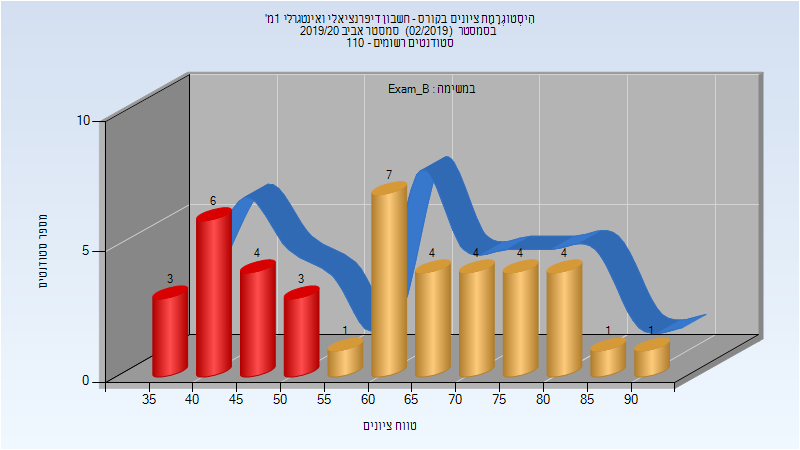 היסטוגרמת ציונים בקורס - חשבון דיפרנציאלי ואינטגרלי 1מ'
בסמסטר (02/2019) סמסטר אביב 2019/20
סטודנטים רשומים - 110
במשימה : Exam_B
מספר סטודנטים
10
5
0
3
6
4
3
1
7
4
4
4
4
1
1
35 40 45 50 55 60 65 70 75 80 85 90
טווח ציונים